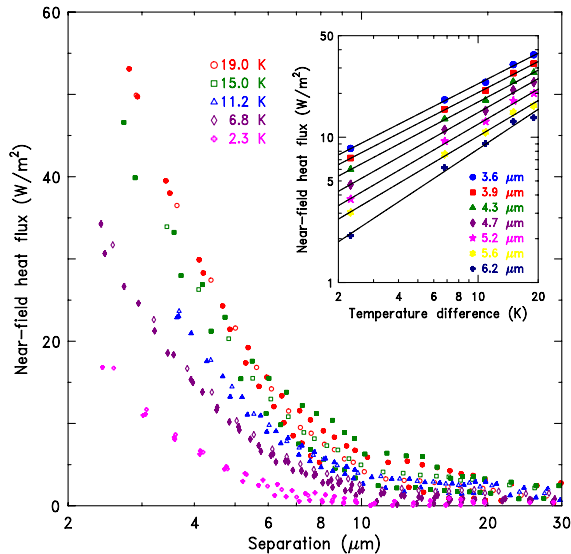 60
40
20
0
2
4
6
8
10
20
30
Near-field heat flux (W/m²)
Separation (μm)
19.0 K
15.0 K
11.2 K
6.8 K
2.3 K
50
10
5
1
2
4
6
8
10
20
Near-field heat flux (W/m²)
Temperature difference (K)
3.6 μm
3.9 μm
4.3 μm
4.7 μm
5.2 μm
5.6 μm
6.2 μm